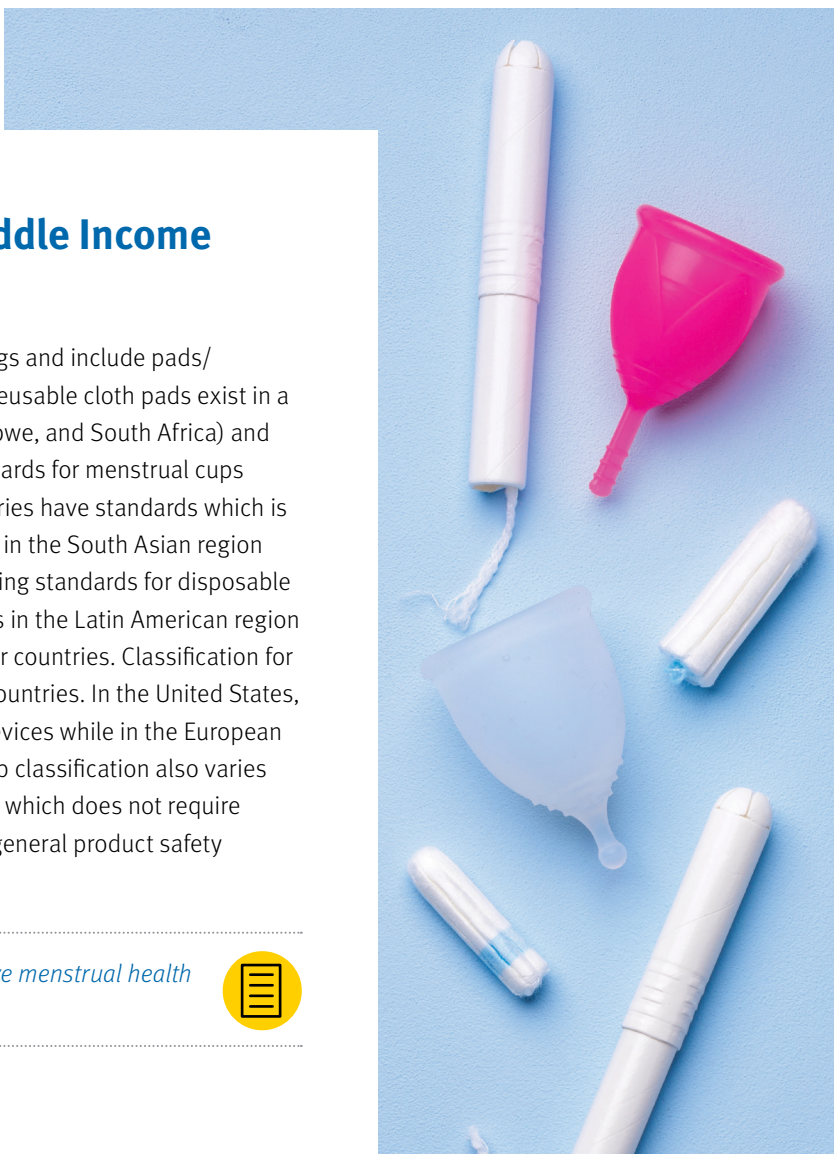 ddle Income
gs and include pads/
eusable cloth pads exist in a
owe, and South Africa) and
ards for menstrual cups
ries have standards which is
in the South Asian region
ing standards for disposable
s in the Latin American region
r countries. Classification for
ountries. In the United States,
vices while in the European
p classification also varies
which does not require
general product safety
e menstrual health